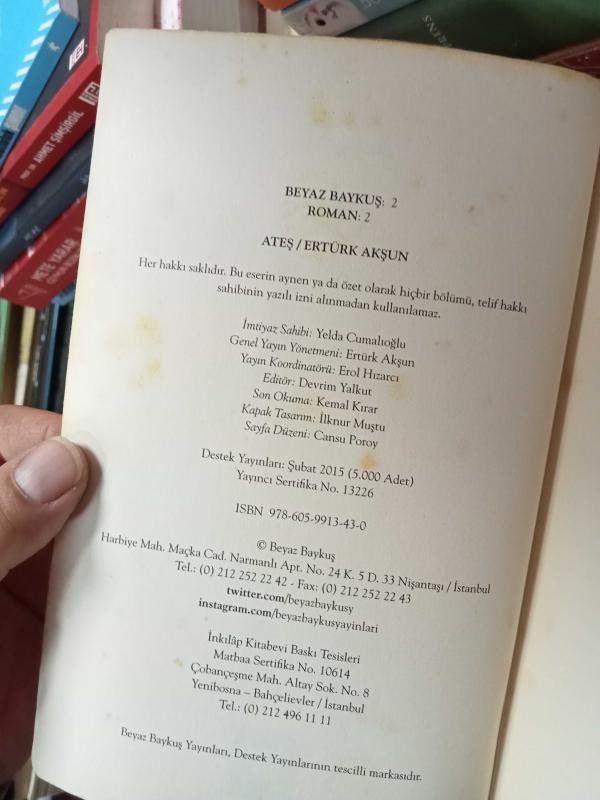 BEYAZ BAYKUŞ: 2
ROMAN: 2
ATEŞ / ERTÜRK AKŞUN
Her hakkı saklıdır. Bu eserin aynen ya da özet olarak hiçbir bölümü, telif hakkı
sahibinin yazılı izni alınmadan kullanılamaz.
İmtiyaz Sahibi: Yelda Cumalıoğlu
Genel Yayın Yönetmeni: Ertürk Akşun
Yayın Koordinatörü: Erol Hızarcı
Editör: Devrim Yalkut
Son Okuma: Kemal Kırar
Kapak Tasarım: İlknur Muştu
Sayfa Düzeni: Cansu Poroy
Destek Yayınları: Şubat 2015 (5.000 Adet)
Yayıncı Sertifika No. 13226
ISBN 978-605-9913-43-0
© Beyaz Baykuş
Harbiye Mah. Maçka Cad. Narmanlı Apt. No. 24 K. 5 D. 33 Nişantaşı / İstanbul
Tel.: (0) 212 252 22 42 - Fax: (0) 212 252 22 43
twitter.com/beyazbaykusy
instagram.com/beyazbaykusyayinlari
İnkılâp Kitabevi Baskı Tesisleri
Matbaa Sertifika No. 10614
Çobançeşme Mah. Altay Sok. No. 8
Yenibosna – Bahçelievler / İstanbul
Tel.: (0) 212 496 11 11
Beyaz Baykuş Yayınları, Destek Yayınlarının tescilli markasıdır.
AHMET ŞİMŞİRGİL
METE YARAR